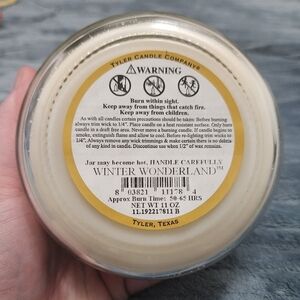 TYLER CANDLE COMPANY®
⚠WARNING
Burn within sight.
Keep away from things that catch fire.
Keep away from children.
As with all candles certain precautions should be taken: Before burning
always trim wick to 1/4". Place candle on a heat resistant surface. Only burn
candle in a draft free area. Never move a burning candle. If candle begins to
smoke, extinguish flame and allow to cool. Before re-lighting trim wicks to
1/4". Always remove any wick trimmings & make certain there is no debris
of any kind in candle. Discontinue use when 1/2" of wax remains.
Jar may become hot, HANDLE CAREFULLY
WINTER WONDERLAND™
8 03821 11178 4
Approx Burn Time: 50-65 HRS
NET WT 11 OZ
11.192217811 B
TYLER, TEXAS